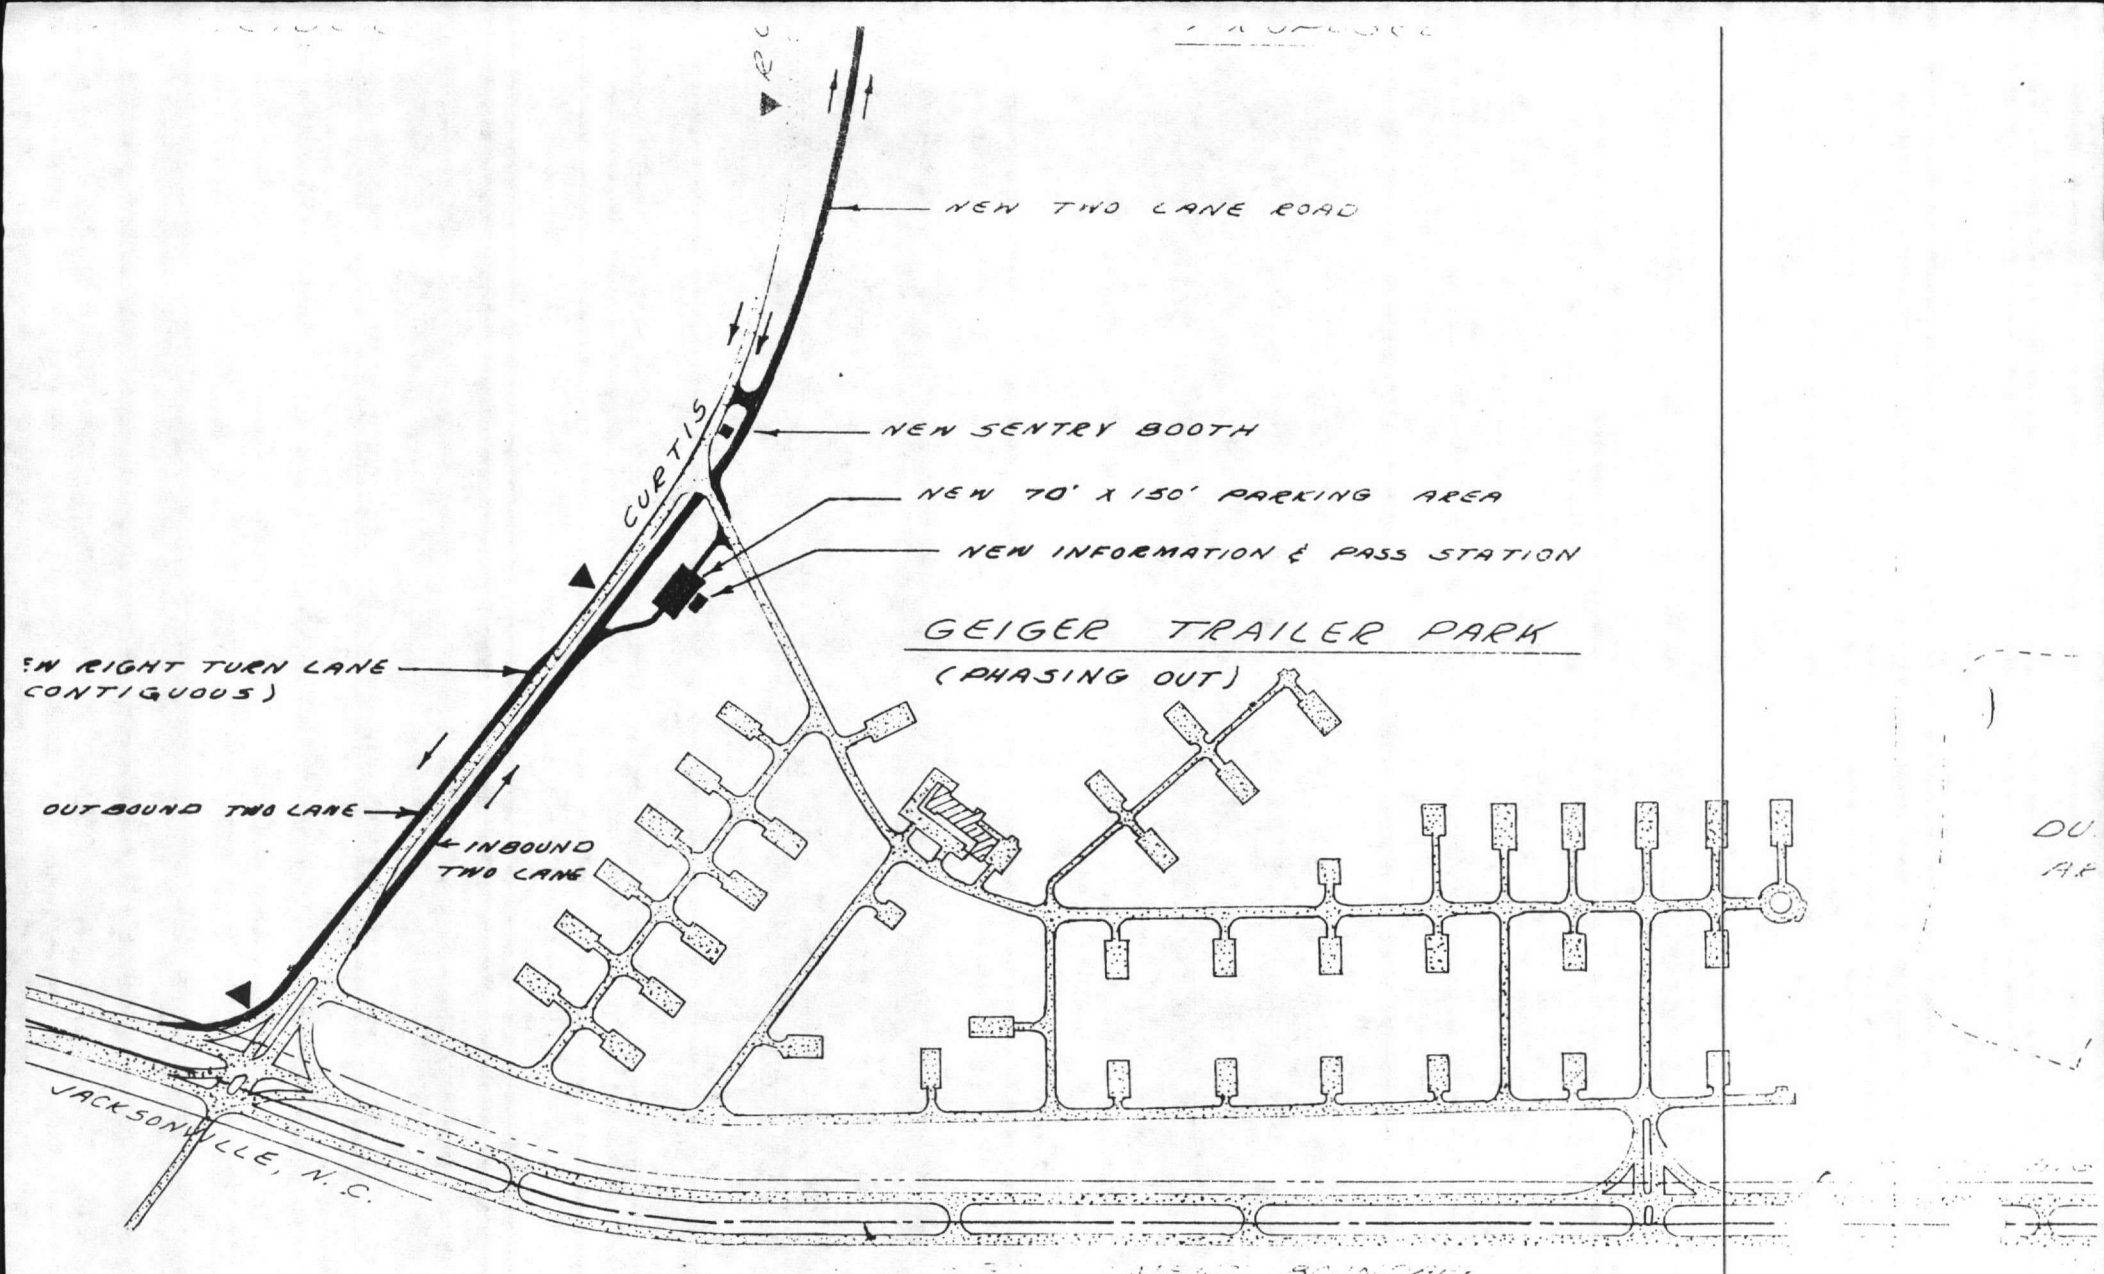 NEW TWO LANE ROAD
CURTIS
NEW SENTRY BOOTH
NEW 70' X 150' PARKING AREA
NEW INFORMATION & PASS STATION
GEIGER TRAILER PARK
(PHASING OUT)
RIGHT TURN LANE
CONTIGUOUS)
OUTBOUND TWO LANE
INBOUND
TWO LANE
JACKSONVILLE, N.C.